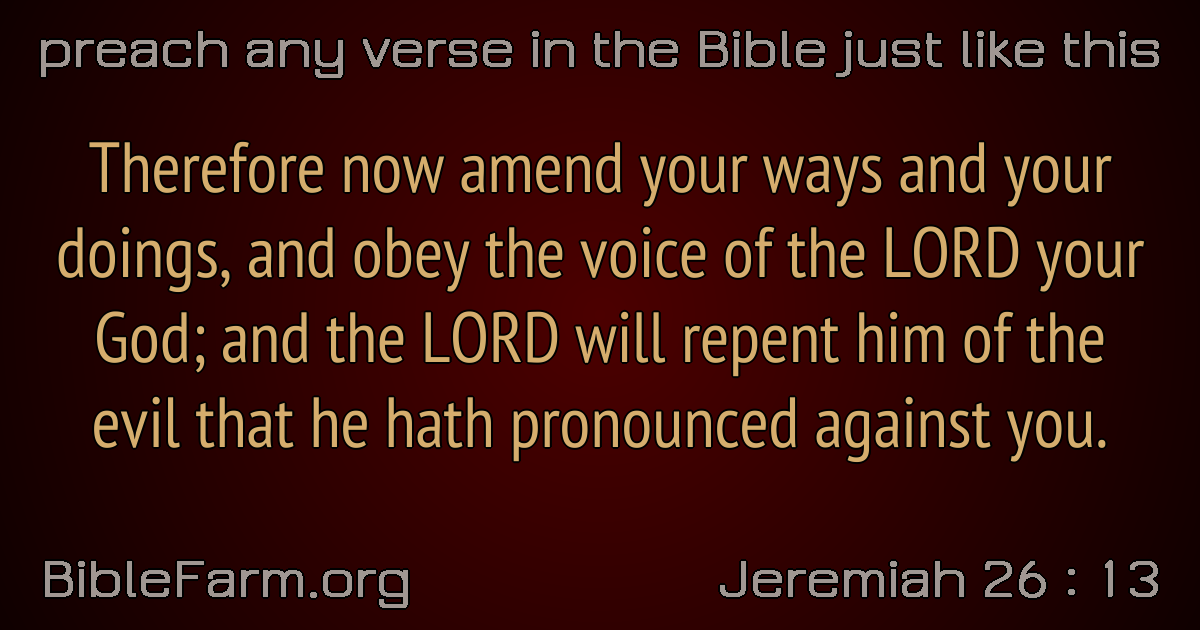 preach any verse in the Bible just like this
Therefore now amend your ways and your
doings, and obey the voice of the LORD your
God; and the LORD will repent him of the
evil that he hath pronounced against you.
BibleFarm.org
Jeremiah 26 : 13